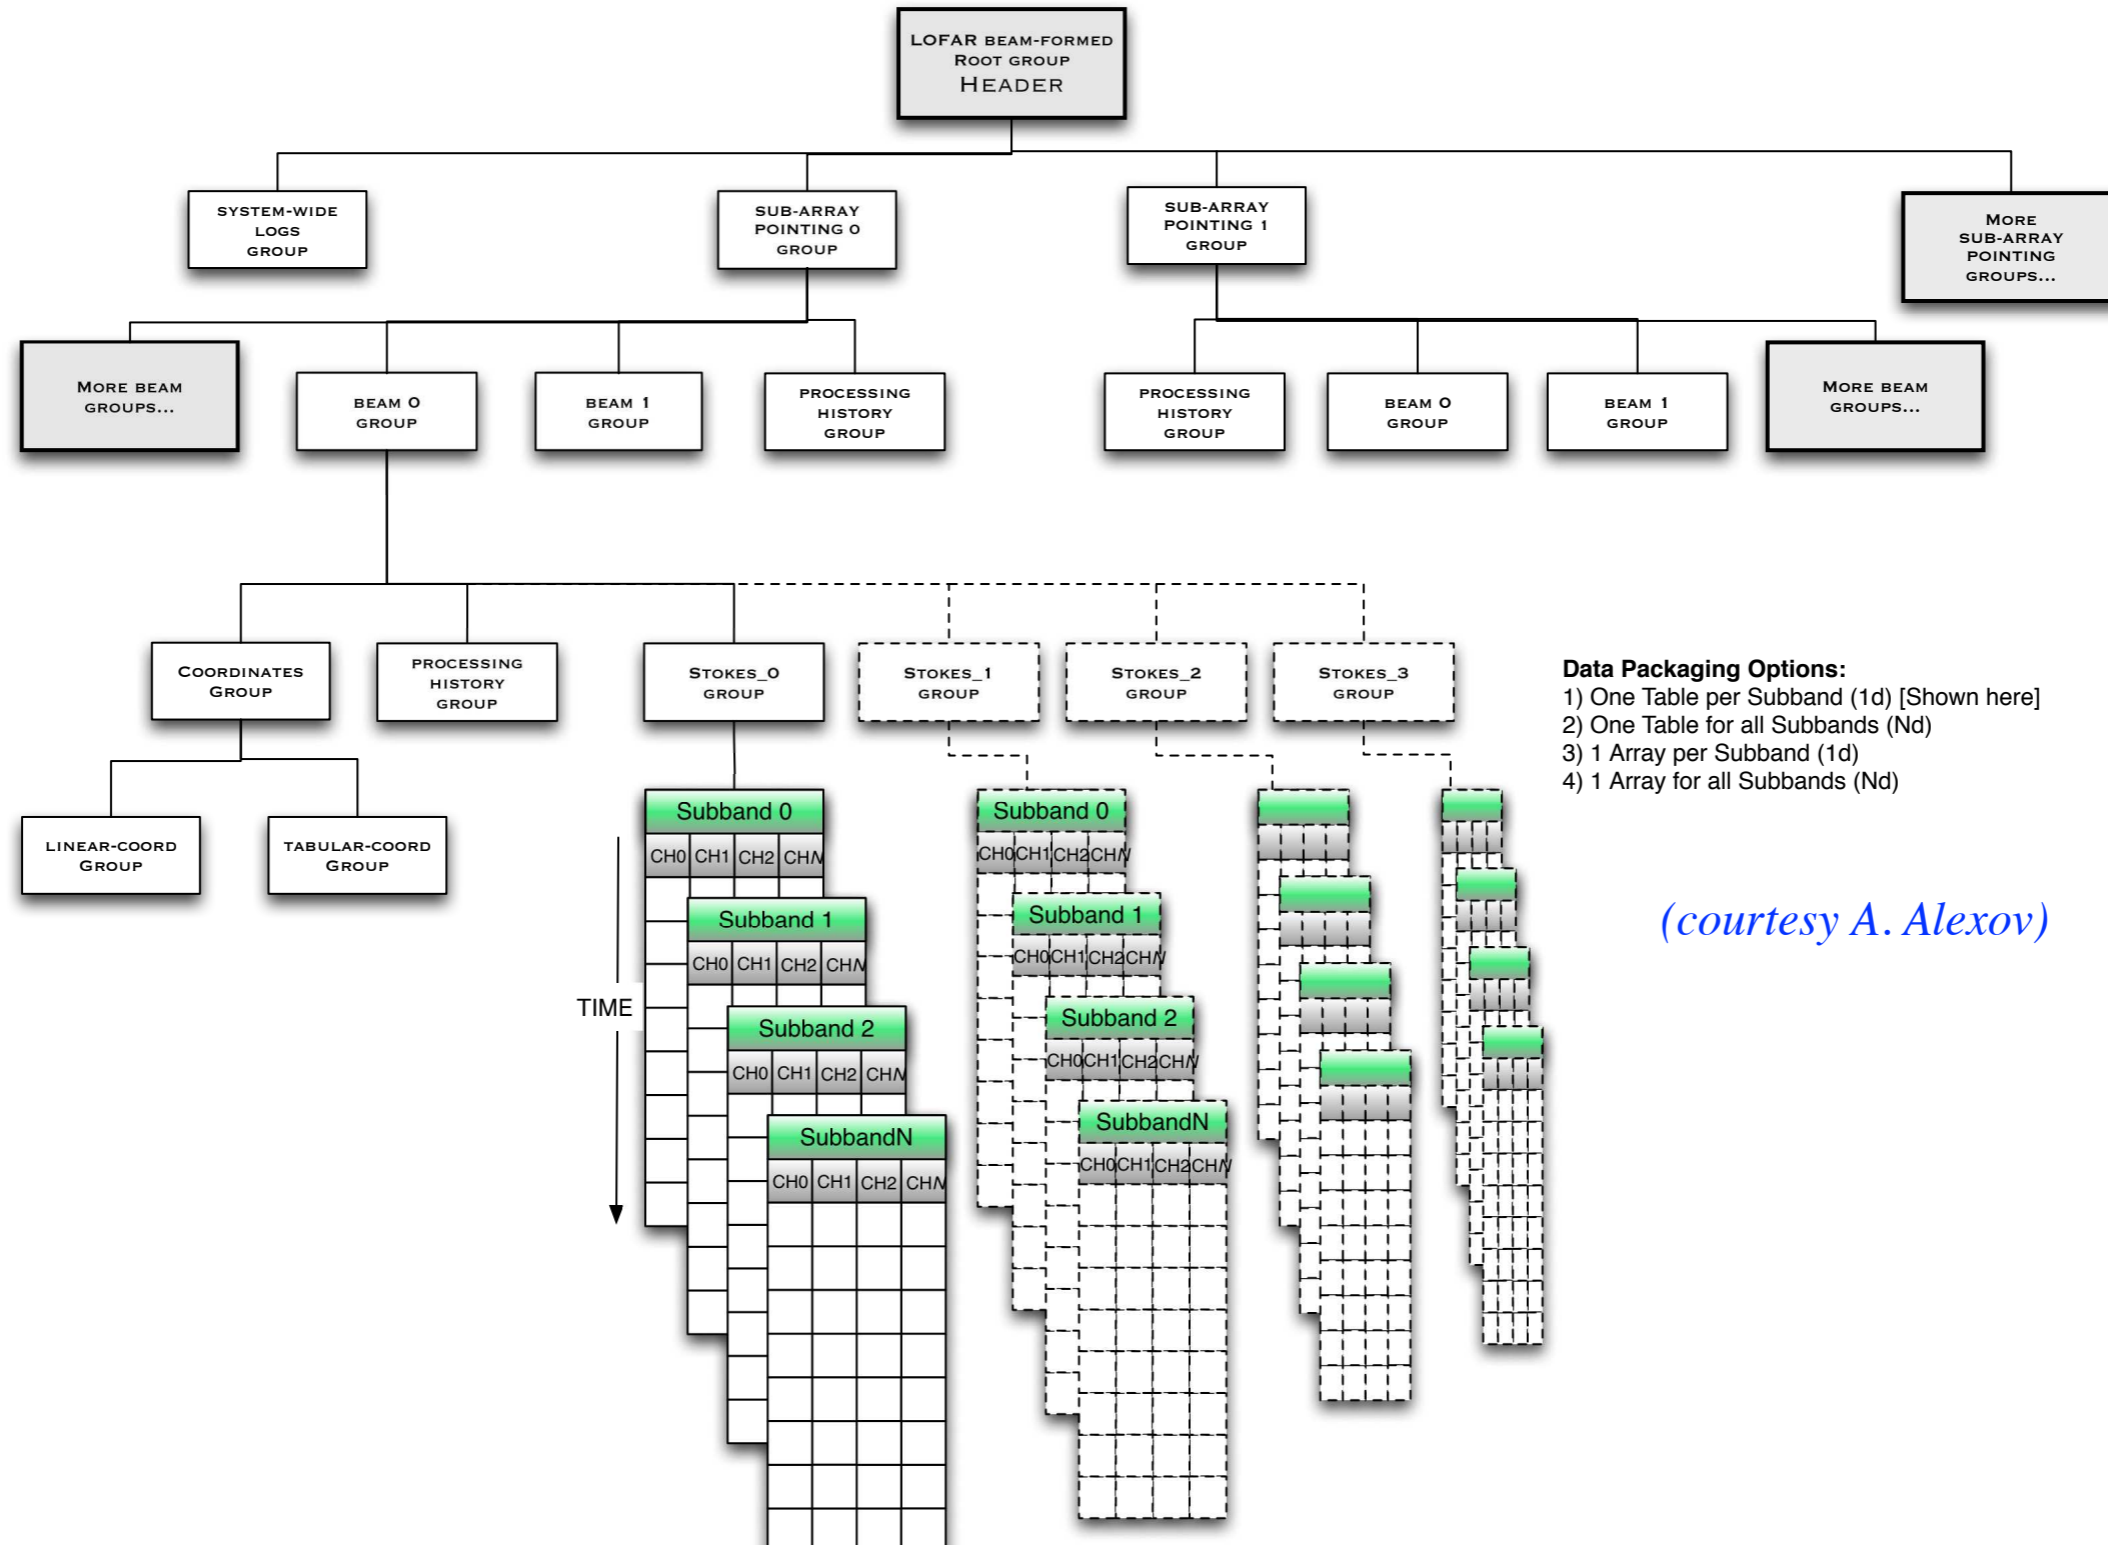 LOFAR BEAM-FORMED
ROOT GROUP
HEADER
SYSTEM-WIDE
LOGS
GROUP
SUB-ARRAY
POINTING 0
GROUP
SUB-ARRAY
POINTING 1
GROUP
MORE
SUB-ARRAY
POINTING
GROUPS...
MORE BEAM
GROUPS...
BEAM 0
GROUP
BEAM 1
GROUP
PROCESSING
HISTORY
GROUP
PROCESSING
HISTORY
GROUP
BEAM 0
GROUP
BEAM 1
GROUP
MORE BEAM
GROUPS...
COORDINATES
GROUP
PROCESSING
HISTORY
GROUP
STOKES_0
GROUP
STOKES_1
GROUP
STOKES_2
GROUP
STOKES_3
GROUP
Data Packaging Options:
1) One Table per Subband (1d) [Shown here]
2) One Table for all Subbands (Nd)
3) 1 Array per Subband (1d)
4) 1 Array for all Subbands (Nd)
LINEAR-COORD
GROUP
TABULAR-COORD
GROUP
TIME
Subband 0
CH0 CH1 CH2 CHN
Subband 1
CH0 CH1 CH2 CHN
Subband 2
CH0 CH1 CH2 CHN
SubbandN
CH0 CH1 CH2 CHN
Subband 0
CH0 CH1 CH2 CHN
Subband 1
CH0 CH1 CH2 CHN
Subband 2
CH0 CH1 CH2 CHN
SubbandN
CH0 CH1 CH2 CHN
(courtesy A. Alexov)